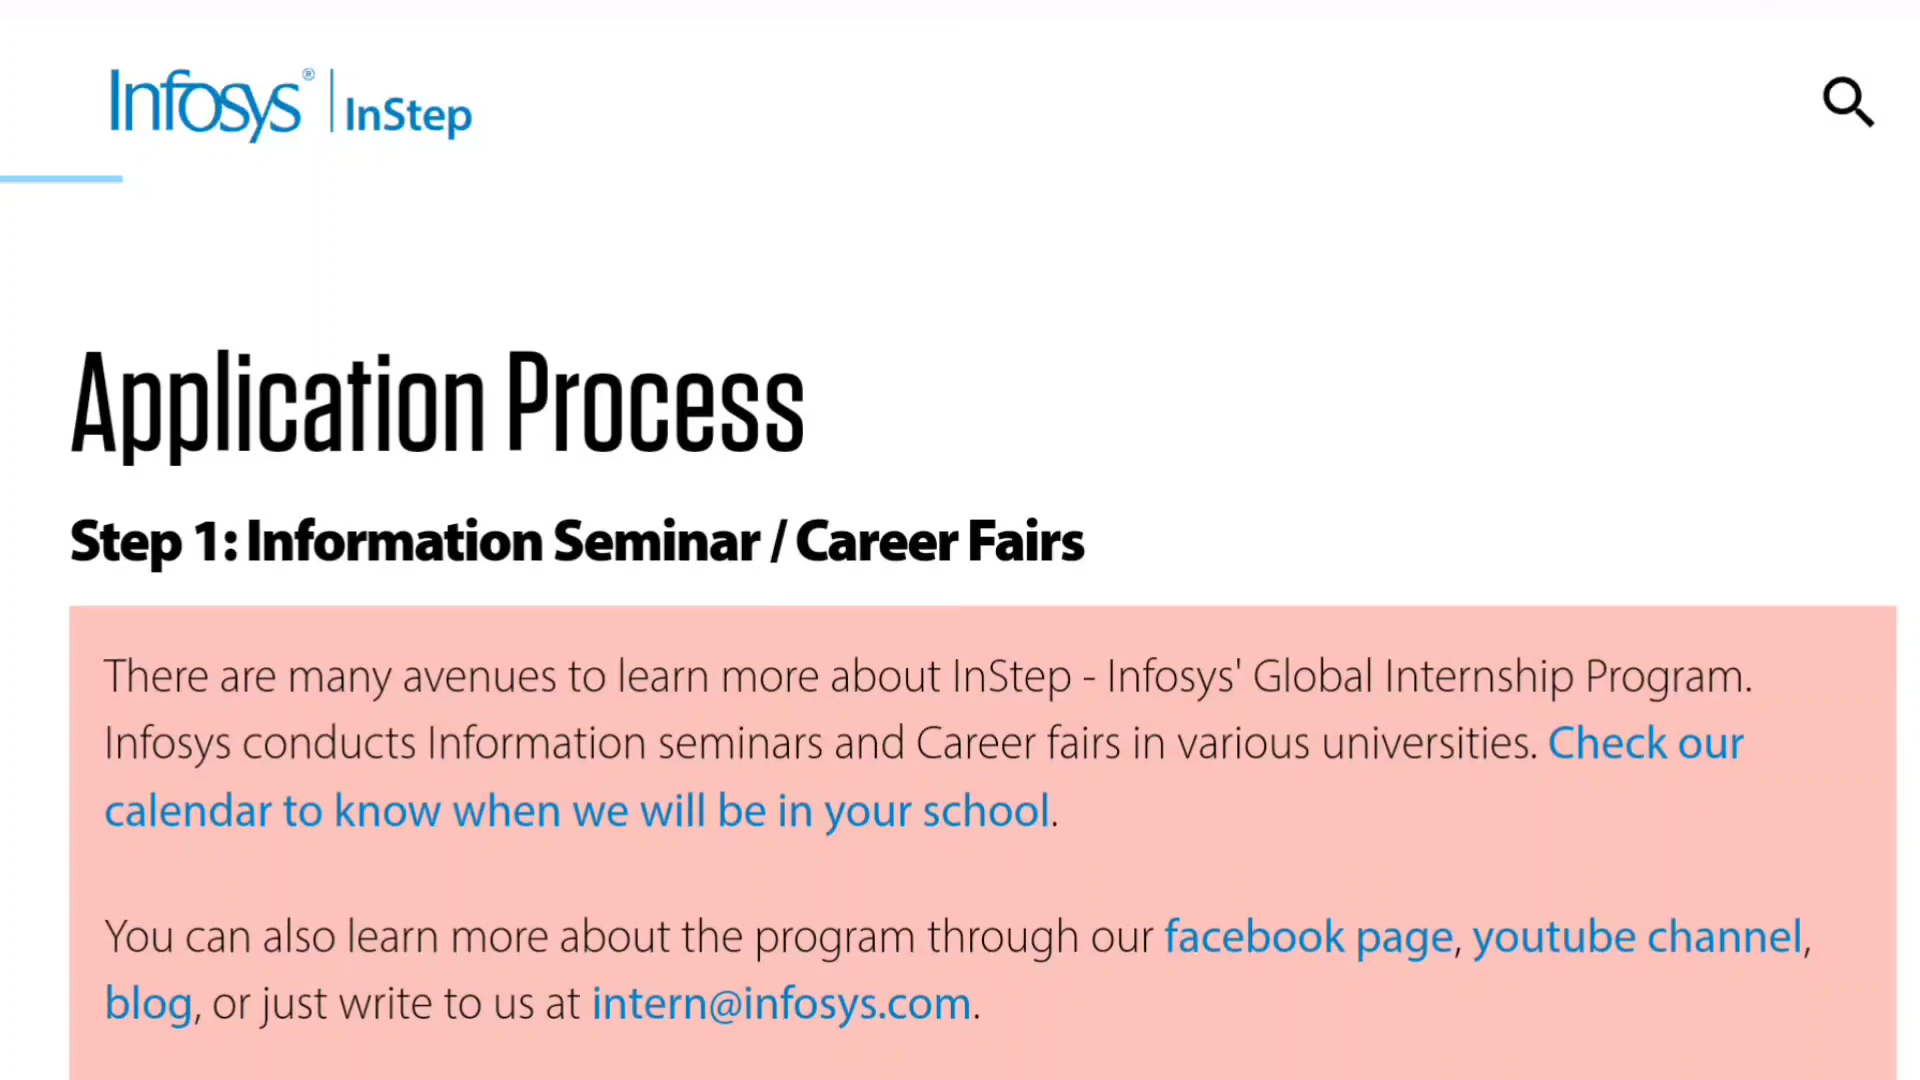 Infosys® | InStep
Application Process
Step 1: Information Seminar / Career Fairs
There are many avenues to learn more about InStep - Infosys' Global Internship Program.
Infosys conducts Information seminars and Career fairs in various universities. Check our
calendar to know when we will be in your school.
You can also learn more about the program through our facebook page, youtube channel,
blog, or just write to us at intern@infosys.com.